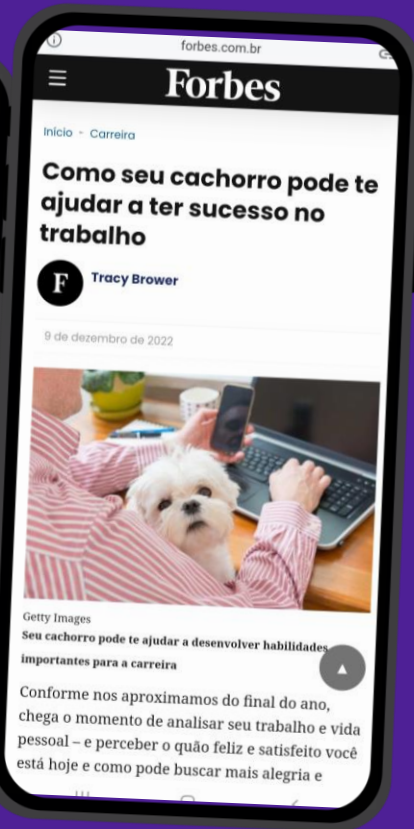 forbes.com.br
Forbes
Início - Carreira
Como seu cachorro pode te
ajudar a ter sucesso no
trabalho
F
Tracy Brower
9 de dezembro de 2022
Getty Images
Seu cachorro pode te ajudar a desenvolver habilidades
importantes para a carreira
Conforme nos aproximamos do final do ano,
chega o momento de analisar seu trabalho e vida
pessoal – e perceber o quão feliz e satisfeito você
está hoje e como pode buscar mais alegria e